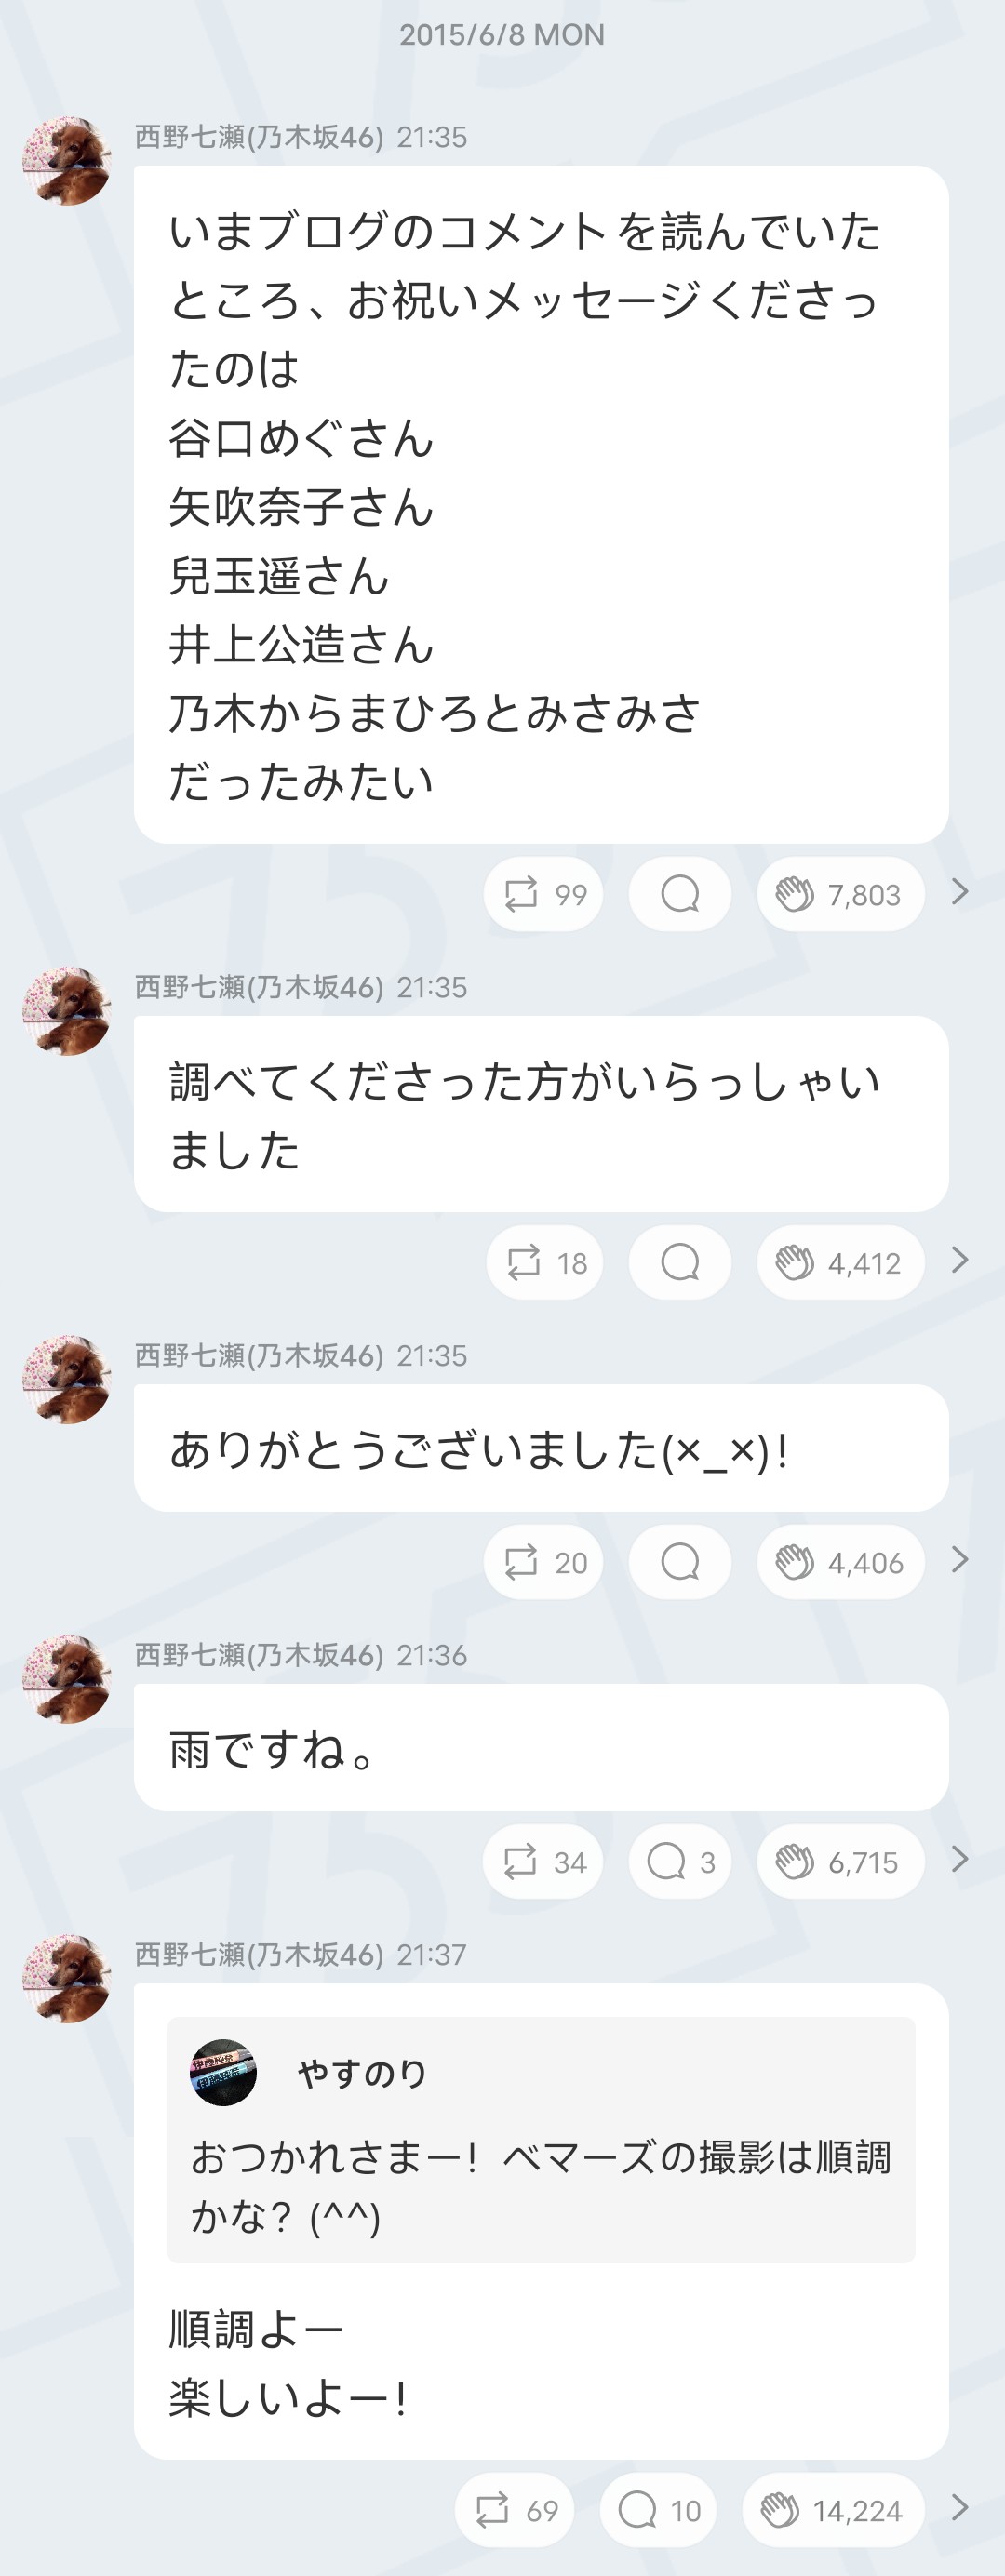 2015/6/8 MON
西野七瀬(乃木坂46) 21:35
いまブログのコメントを読んでいた
ところ、お祝いメッセージくださっ
たのは
谷口めぐさん
矢吹奈子さん
兒玉遥さん
井上公造さん
乃木からまひろとみさみさ
だったみたい
99 7,803
西野七瀬(乃木坂46) 21:35
調べてくださった方がいらっしゃい
ました
18 4,412
西野七瀬(乃木坂46) 21:35
ありがとうございました(×_×)!
20 4,406
西野七瀬(乃木坂46) 21:36
雨ですね。
34 3 6,715
西野七瀬(乃木坂46) 21:37
やすのり
おつかれさまー! ベマーズの撮影は順調
かな? (^^)
順調よー
楽しいよー!
69 10 14,224